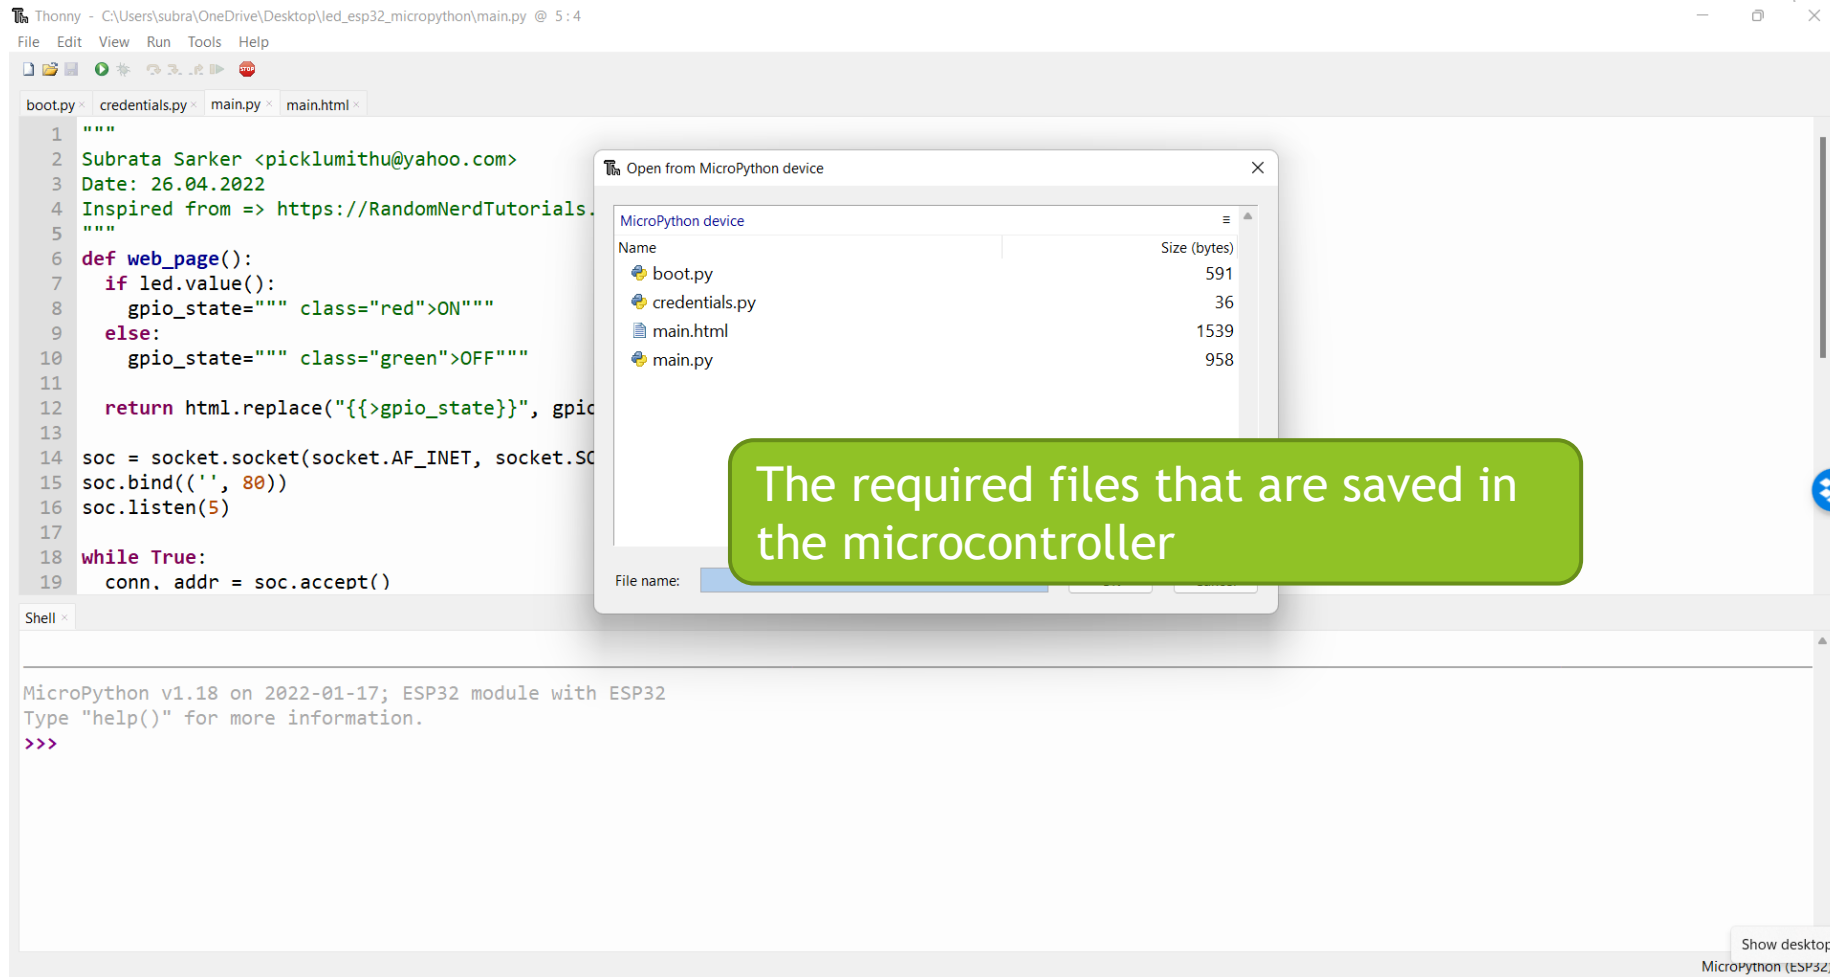 Thonny - C:\Users\subra\OneDrive\Desktop\led_esp32_micropython\main.py @ 5 : 4
File Edit View Run Tools Help
STOP
boot.py × credentials.py × main.py × main.html ×
1 """
2 Subrata Sarker <picklumithu@yahoo.com>
3 Date: 26.04.2022
4 Inspired from => https://RandomNerdTutorials.
5 """
6 def web_page():
7   if led.value():
8     gpio_state=""" class="red">ON"""
9   else:
10     gpio_state=""" class="green">OFF"""
11
12   return html.replace("{{>gpio_state}}", gpio
13
14 soc = socket.socket(socket.AF_INET, socket.SO
15 soc.bind(('', 80))
16 soc.listen(5)
17
18 while True:
19   conn, addr = soc.accept()
Open from MicroPython device
MicroPython device
Name Size (bytes)
boot.py 591
credentials.py 36
main.html 1539
main.py 958
The required files that are saved in
the microcontroller
File name:
Shell ×
MicroPython v1.18 on 2022-01-17; ESP32 module with ESP32
Type "help()" for more information.
>>>
Show desktop
MicroPython (ESP32